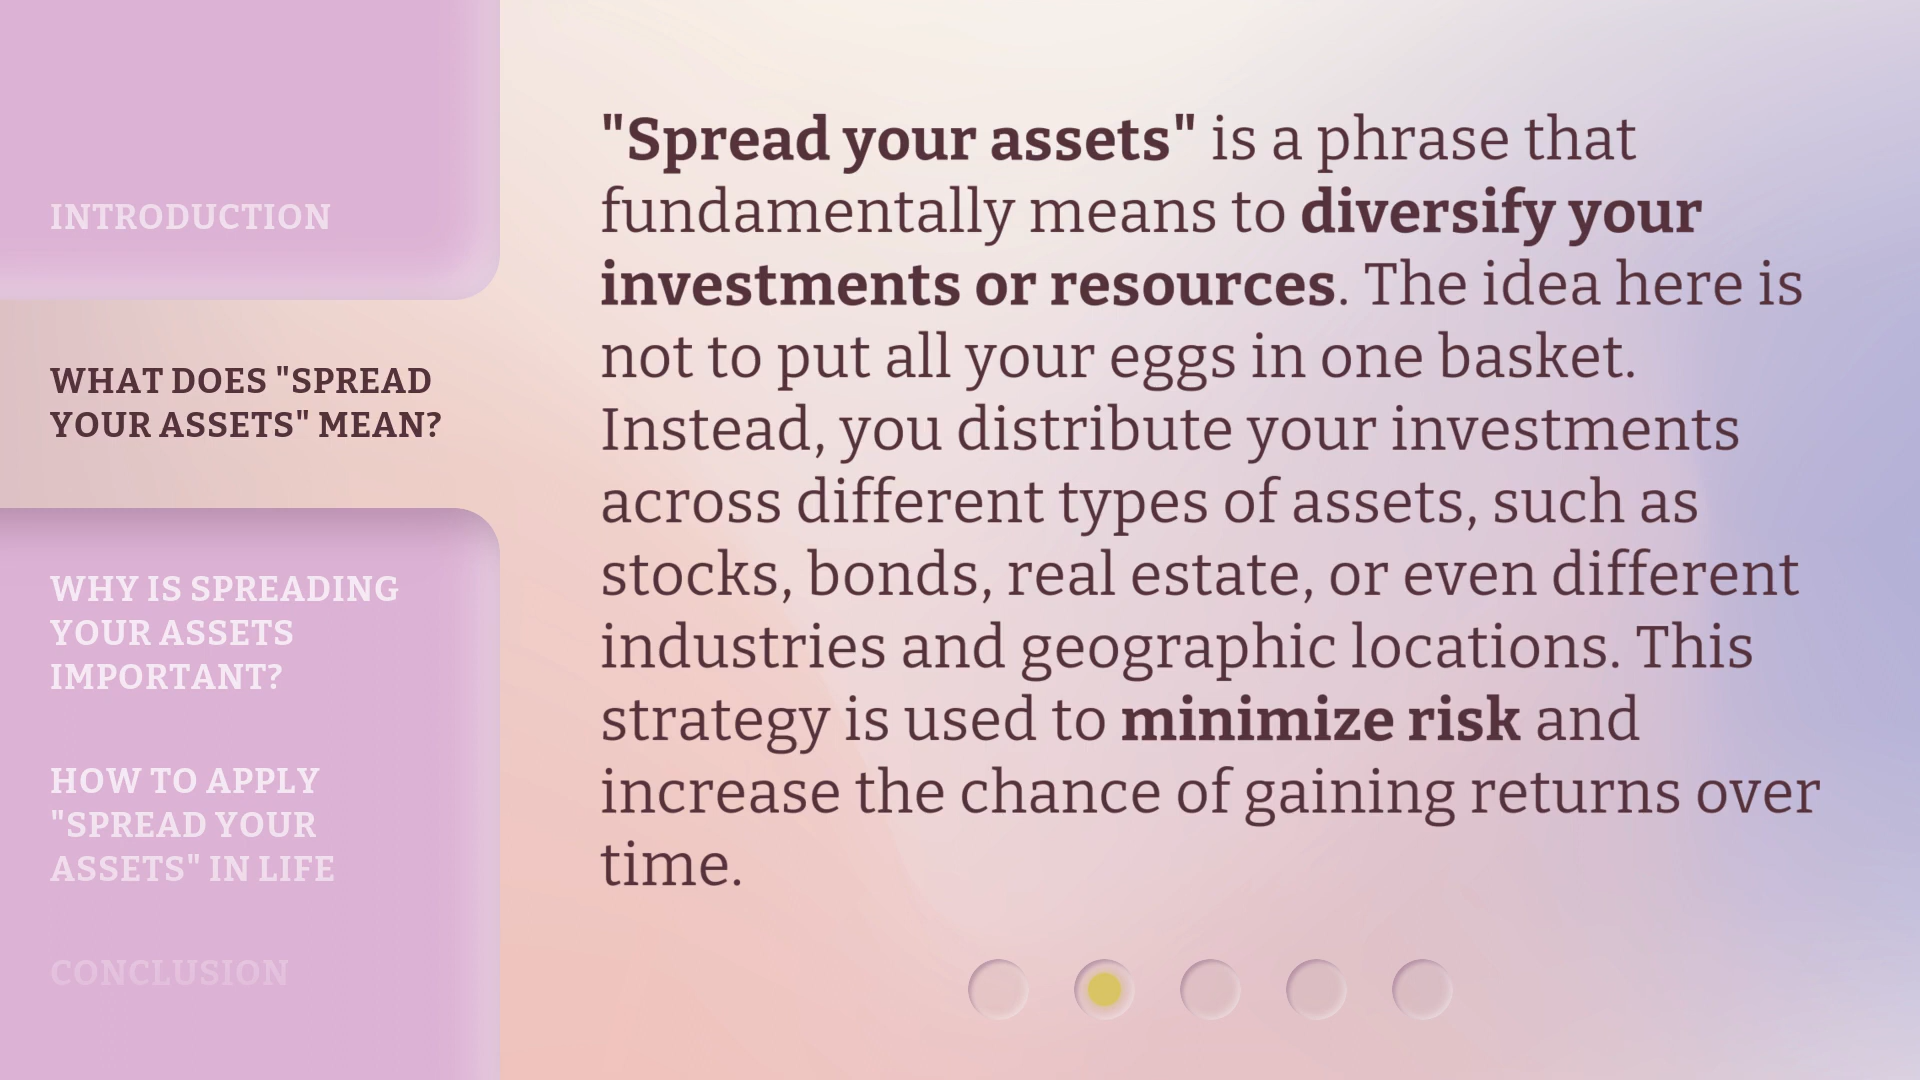 INTRODUCTION
WHAT DOES "SPREAD
YOUR ASSETS" MEAN?
WHY IS SPREADING
YOUR ASSETS
IMPORTANT?
HOW TO APPLY
"SPREAD YOUR
ASSETS" IN LIFE
CONCLUSION
"Spread your assets" is a phrase that
fundamentally means to diversify your
investments or resources. The idea here is
not to put all your eggs in one basket.
Instead, you distribute your investments
across different types of assets, such as
stocks, bonds, real estate, or even different
industries and geographic locations. This
strategy is used to minimize risk and
increase the chance of gaining returns over
time.